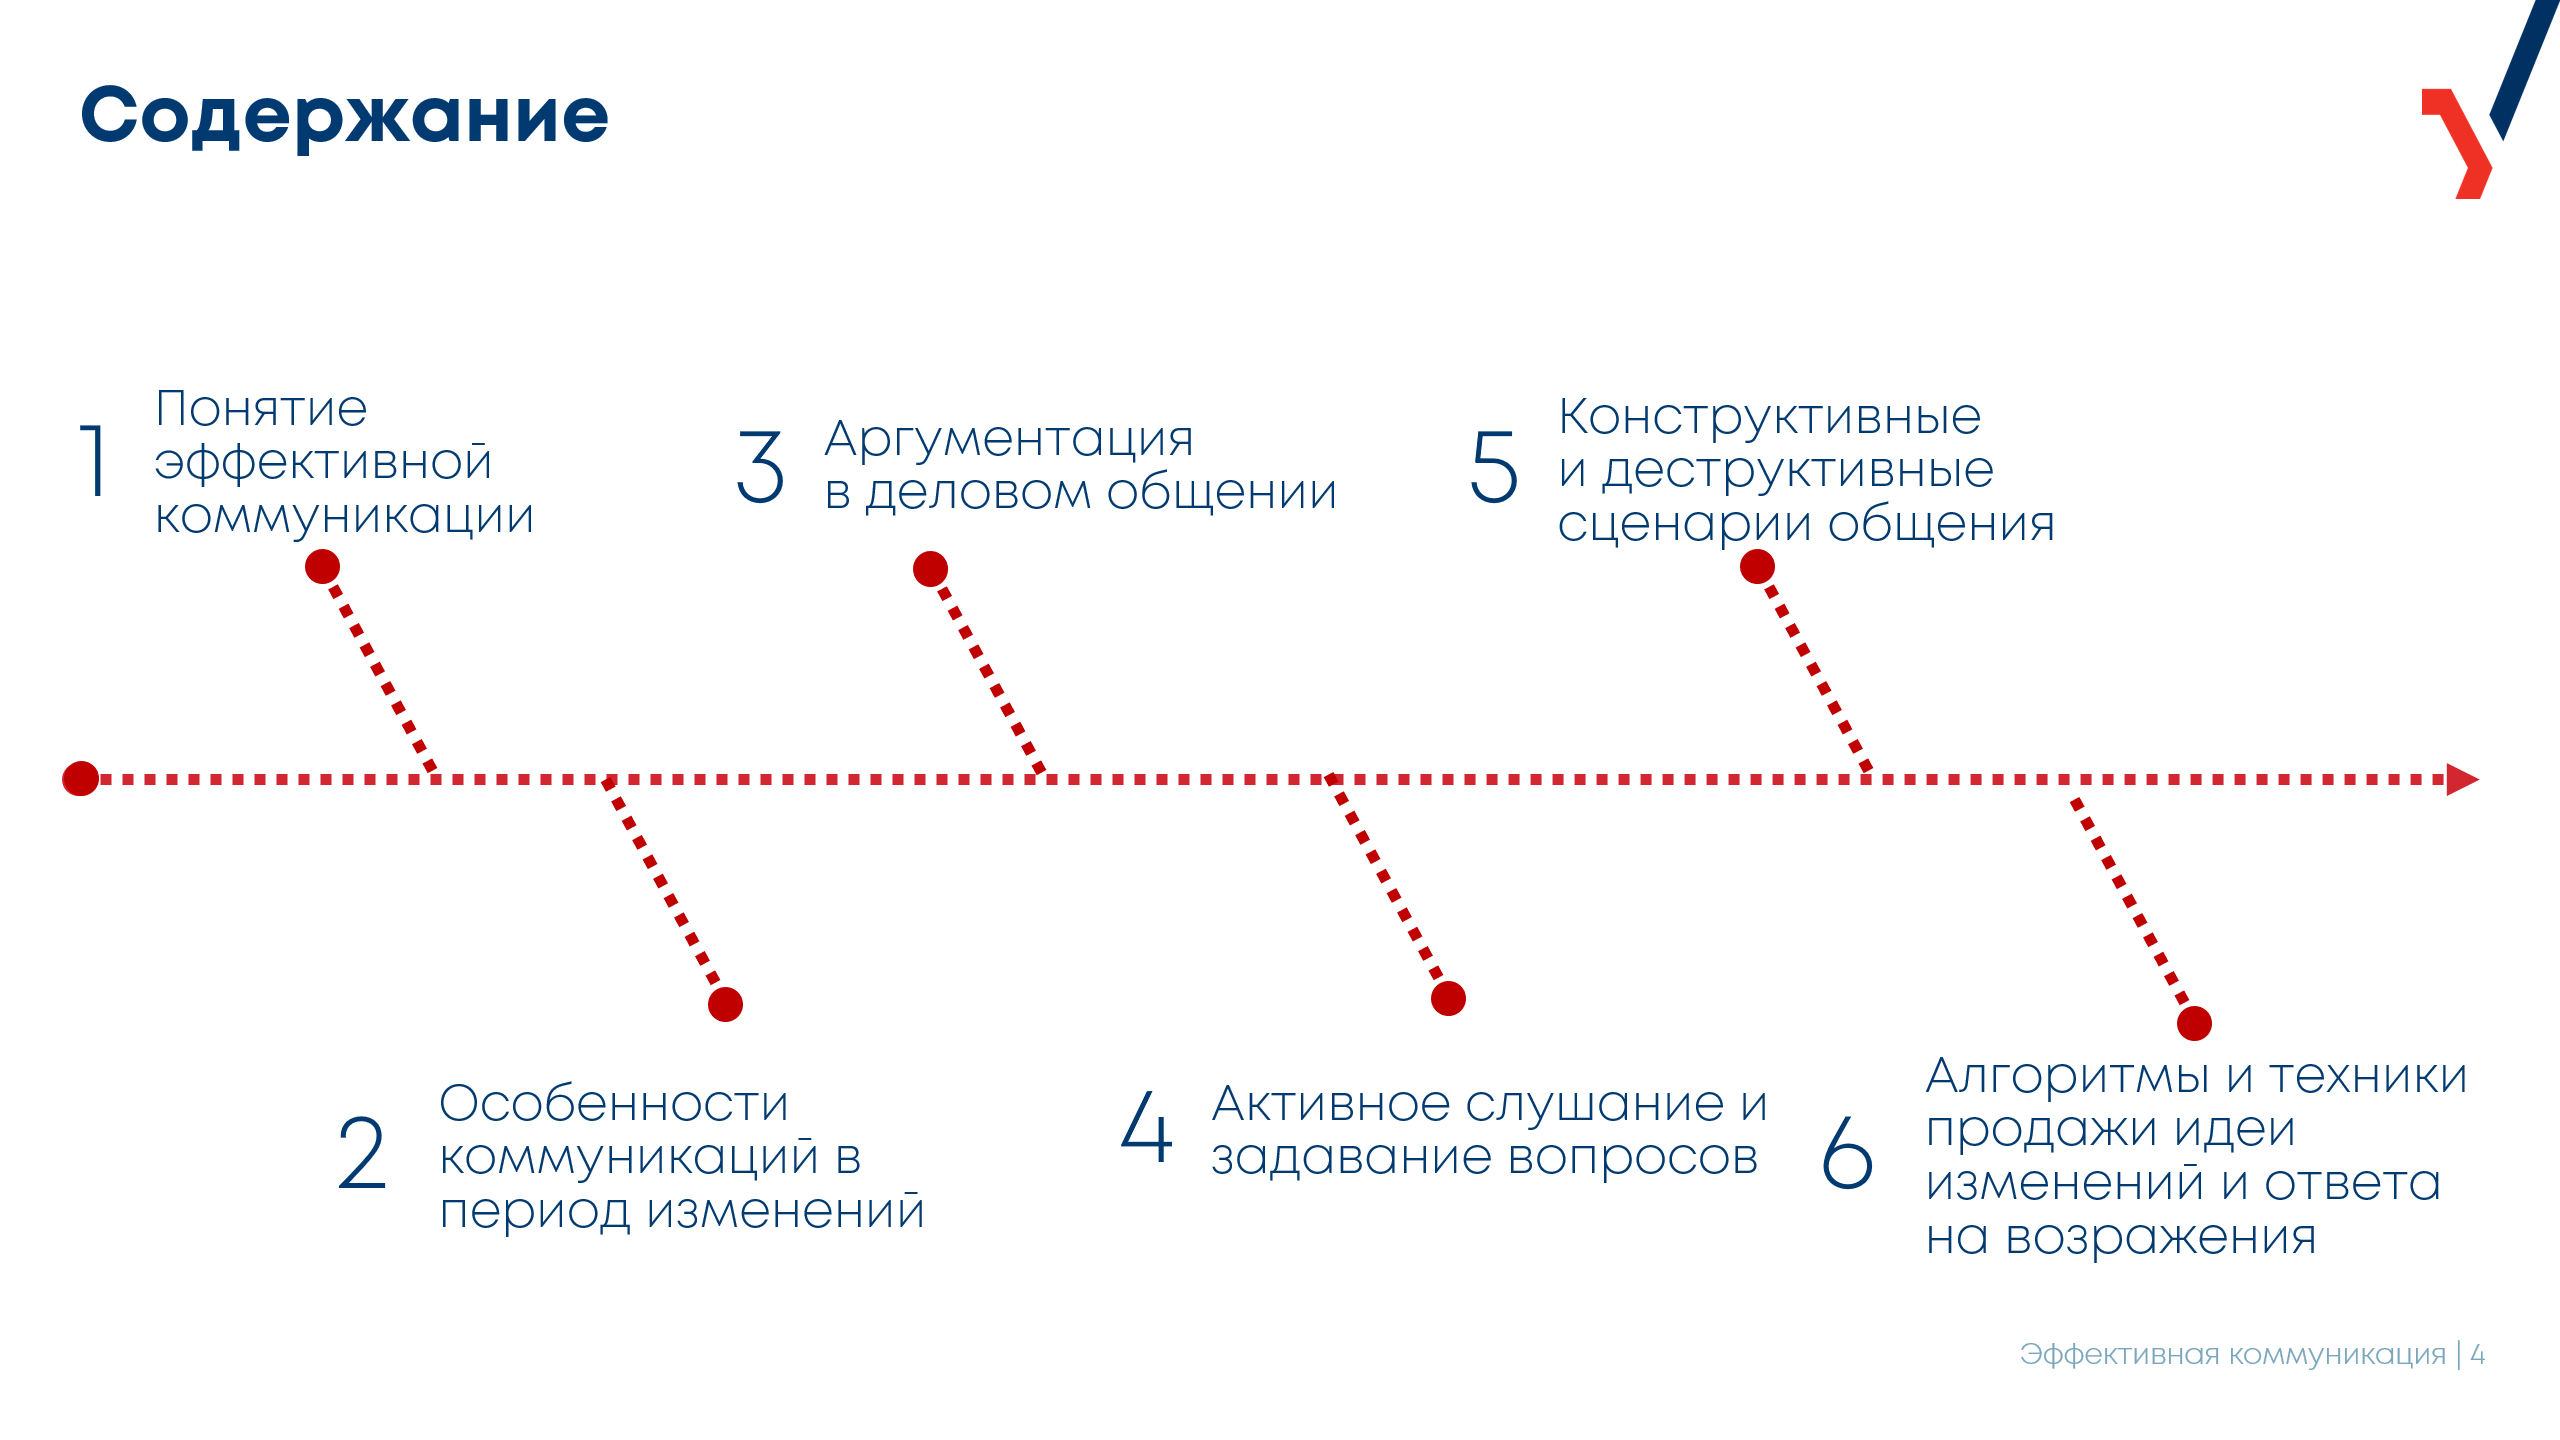 Содержание
1
Понятие
эффективной
коммуникации
2
Особенности
коммуникаций в
период изменений
3
Аргументация
в деловом общении
4
Активное слушание и
задавание вопросов
5
Конструктивные
и деструктивные
сценарии общения
6
Алгоритмы и техники
продажи идеи
изменений и ответа
на возражения
Эффективная коммуникация | 4